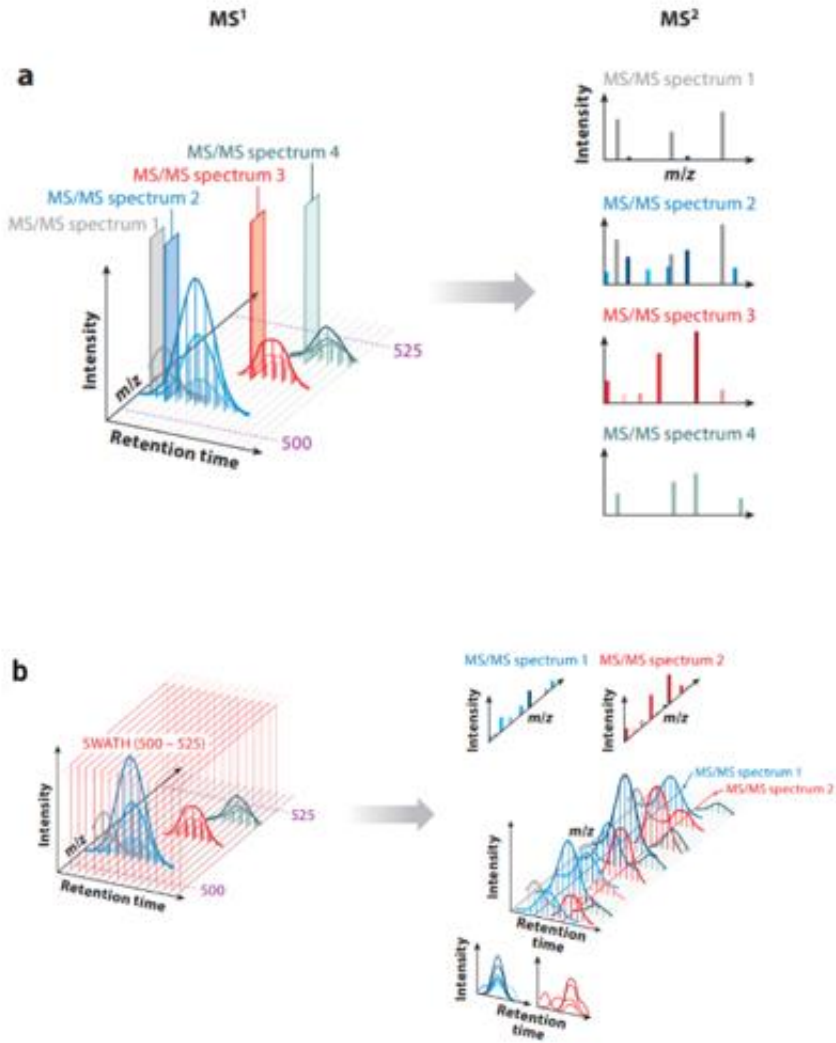 MS¹
MS²
a
MS/MS spectrum 4
MS/MS spectrum 3
MS/MS spectrum 2
MS/MS spectrum 1
Intensity
m/z
Retention time
525
500
MS/MS spectrum 1
Intensity
m/z
MS/MS spectrum 2
MS/MS spectrum 3
MS/MS spectrum 4
b
SWATH (500 – 525)
Intensity
m/z
Retention time
525
500
MS/MS spectrum 1
Intensity
m/z
MS/MS spectrum 2
Intensity
m/z
MS/MS spectrum 1
MS/MS spectrum 2
m/z
Intensity
Retention
time
Intensity
Retention
time